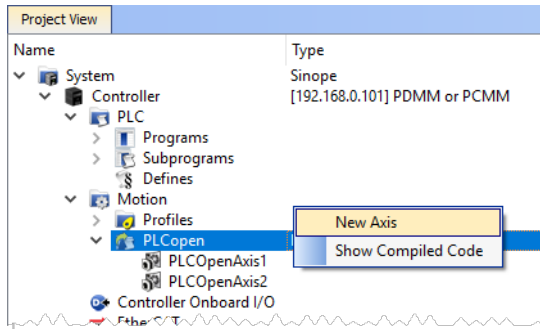 Project View
Name Type
System Sinope
Controller [192.168.0.101] PDMM or PCMM
PLC
Programs
Subprograms
Defines
Motion
Profiles New Axis
PLCopen
Show Compiled Code
PLCOpenAxis1
PLCOpenAxis2
Controller Onboard I/O